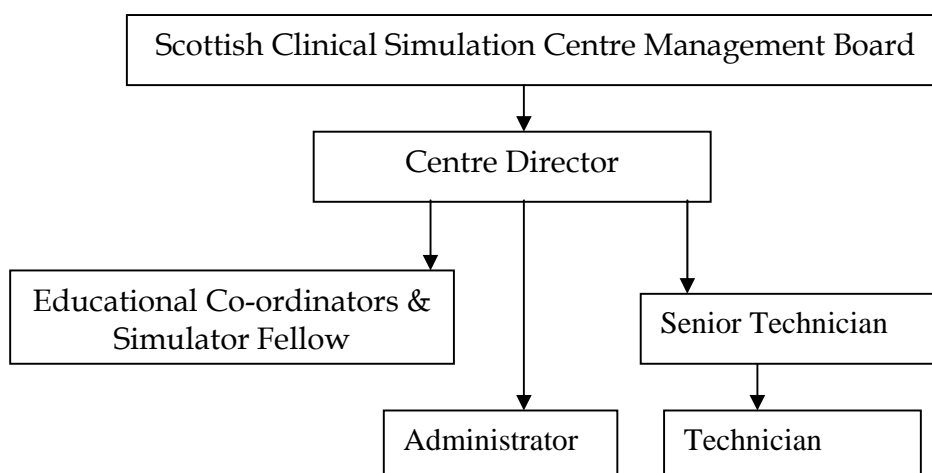 Scottish Clinical Simulation Centre Management Board
Centre Director
Educational Co-ordinators &
Simulator Fellow
Senior Technician
Administrator
Technician